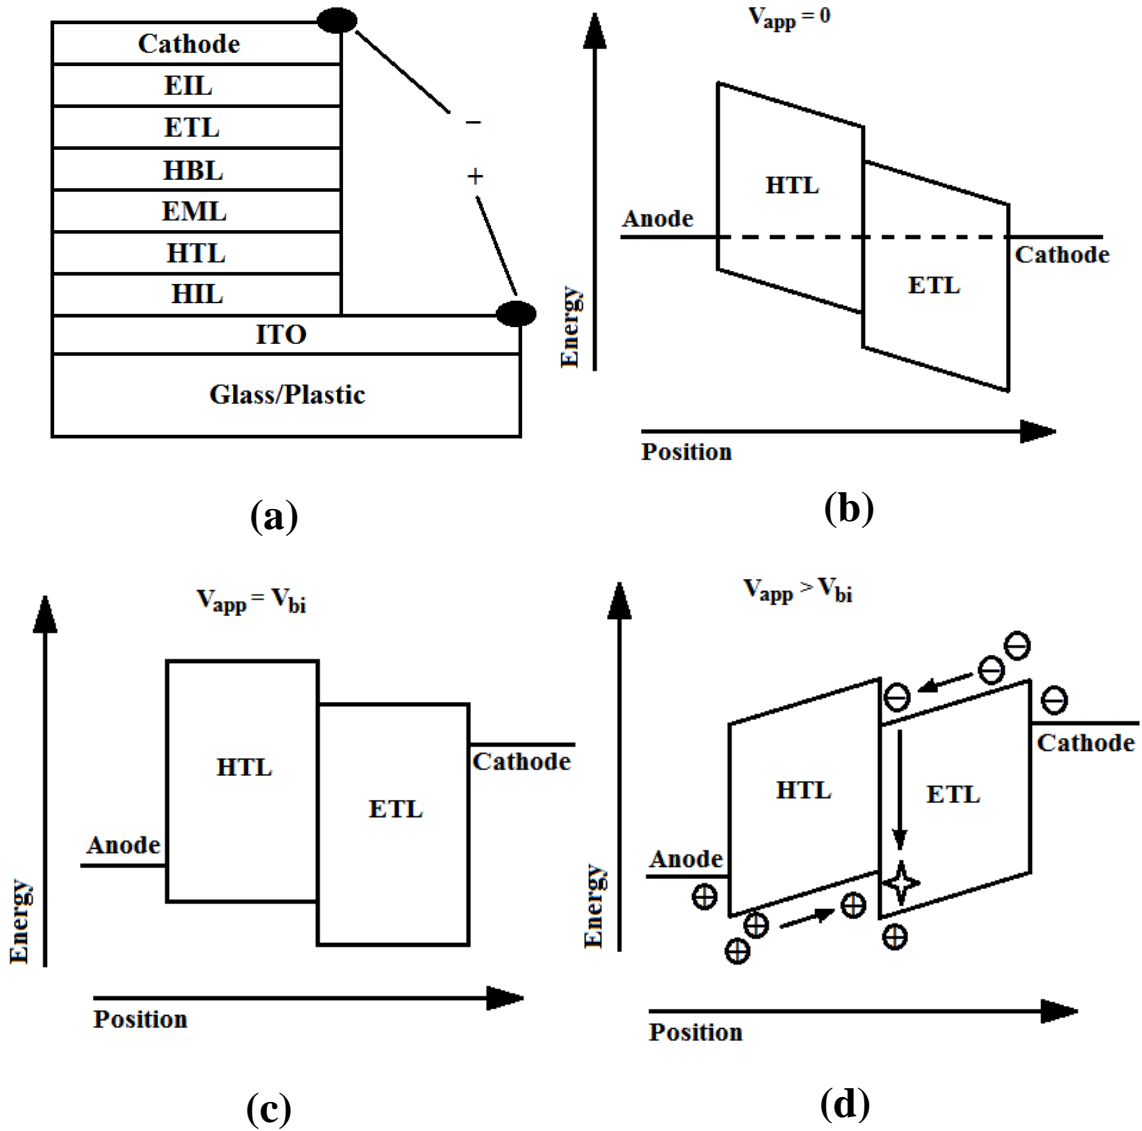 Cathode
EIL
ETL
HBL
EML
HTL
HIL
ITO
Glass/Plastic
−
+
(a)
Vapp = 0
Energy
Anode
HTL
ETL
Cathode
Position
(b)
Vapp = Vbi
Energy
Anode
HTL
ETL
Cathode
Position
(c)
Vapp > Vbi
Energy
Anode
HTL
ETL
Cathode
Position
(d)